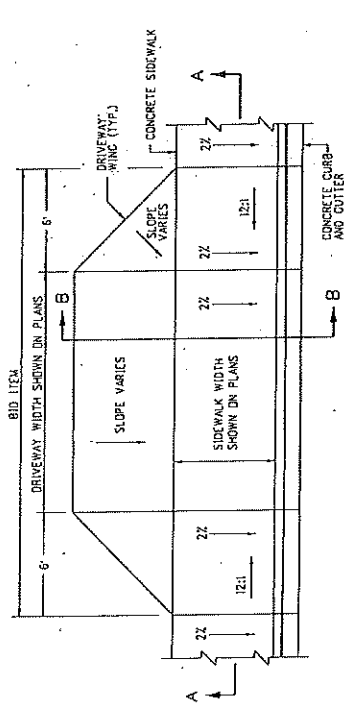 BID ITEM
DRIVEWAY WIDTH SHOWN ON PLANS
6'
6'
B
DRIVEWAY
WING (TYP.)
CONCRETE SIDEWALK
SLOPE VARIES
SLOPE
VARIES
A
A
2%
2%
2%
2%
2%
12:1
12:1
SIDEWALK WIDTH
SHOWN ON PLANS
B
CONCRETE CURB
AND GUTTER